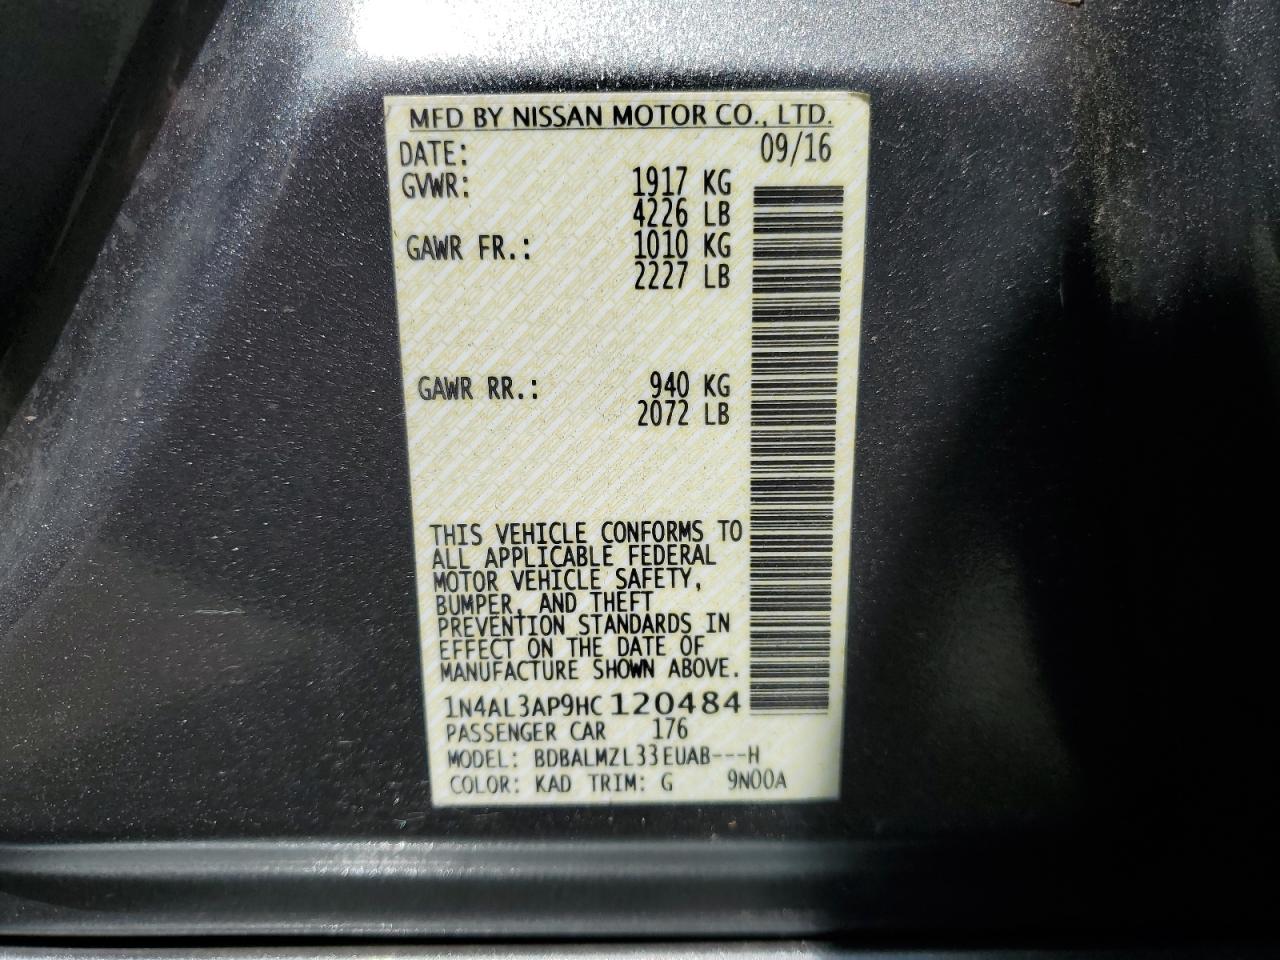 MFD BY NISSAN MOTOR CO., LTD.
DATE: 09/16
GVWR: 1917 KG
4226 LB
GAWR FR.: 1010 KG
2227 LB
GAWR RR.: 940 KG
2072 LB
THIS VEHICLE CONFORMS TO
ALL APPLICABLE FEDERAL
MOTOR VEHICLE SAFETY,
BUMPER, AND THEFT
PREVENTION STANDARDS IN
EFFECT ON THE DATE OF
MANUFACTURE SHOWN ABOVE.
1N4AL3AP9HC120484
PASSENGER CAR 176
MODEL: BDBALMZL33EUAB---H
COLOR: KAD TRIM: G 9N00A